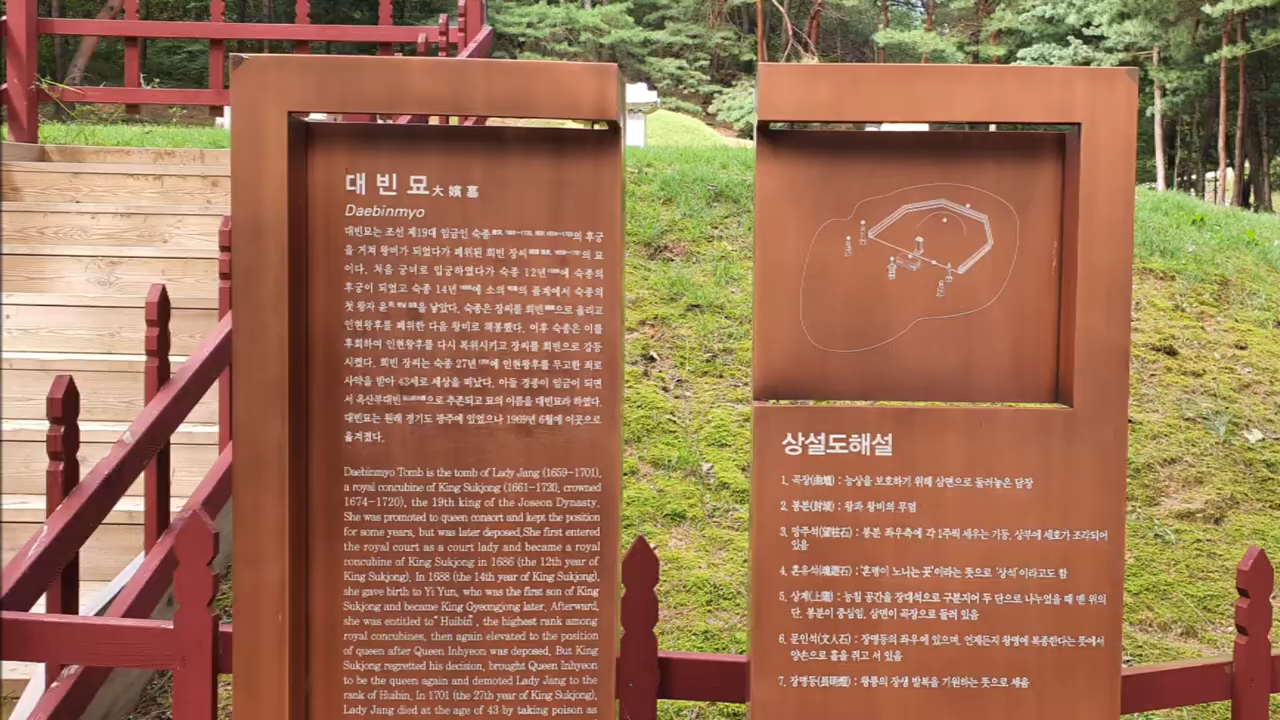 대빈묘 大嬪墓
Daebinmyo
대빈묘는 조선 제19대 임금인 숙종의 후궁
을 거쳐 왕비가 되었다가 폐위된 희빈 장씨의 묘
이다. 처음 궁녀로 입궁하였다가 숙종 12년에 숙종의
후궁이 되었고 숙종 14년에 소의의 품계에서 숙종의
첫 왕자 윤을 낳았다. 숙종은 장씨를 희빈으로 올리고
인현왕후를 폐위한 다음 왕비로 책봉했다. 이후 숙종은 이를
후회하여 인현왕후를 다시 복위시키고 장씨를 희빈으로 강등
시켰다. 희빈 장씨는 숙종 27년에 인현왕후를 무고한 죄로
사약을 받아 43세로 세상을 떠났다. 아들 경종이 임금이 되면
서 옥산부대빈으로 추존되고 묘의 이름을 대빈묘라 하였다.
대빈묘는 원래 경기도 광주에 있었으나 1969년 6월에 이곳으로
옮겨졌다.
Daebinmyo Tomb is the tomb of Lady Jang (1659-1701),
a royal concubine of King Sukjong (1661-1720, crowned
1674-1720), the 19th king of the Joseon Dynasty.
She was promoted to queen consort and kept the position
for some years, but was later deposed.She first entered
the royal court as a court lady and became a royal
concubine of King Sukjong in 1686 (the 12th year of
King Sukjong). In 1688 (the 14th year of King Sukjong),
she gave birth to Yi Yun, who was the first son of King
Sukjong and became King Gyeongjong later. Afterward,
she was entitled to "Huibin", the highest rank among
royal concubines, then again elevated to the position
of queen after Queen Inhyeon was deposed. But King
Sukjong regretted his decision, brought Queen Inhyeon
to be the queen again and demoted Lady Jang to the
rank of Huibin. In 1701 (the 27th year of King Sukjong),
Lady Jang died at the age of 43 by taking poison as
상설도해설
1. 곡장(曲墻) : 능상을 보호하기 위해 삼면으로 둘러놓은 담장
2. 봉분(封墳) : 왕과 왕비의 무덤
3. 망주석(望柱石) : 봉분 좌우측에 각 1주씩 세우는 기둥, 상부에 세호가 조각되어
있음
4. 혼유석(魂遊石) : '혼령이 노니는 곳'이라는 뜻으로 '상석'이라고도 함
5. 상계(上階) : 능침 공간을 장대석으로 구분지어 두 단으로 나누었을 때 맨 위의
단, 봉분이 중심임, 삼면이 곡장으로 둘러 있음
6. 문인석(文人石) : 장명등의 좌우에 있으며, 언제든지 왕명에 복종한다는 뜻에서
양손으로 홀을 쥐고 서 있음
7. 장명등(長明燈) : 왕릉의 장생 발복을 기원하는 뜻으로 세움